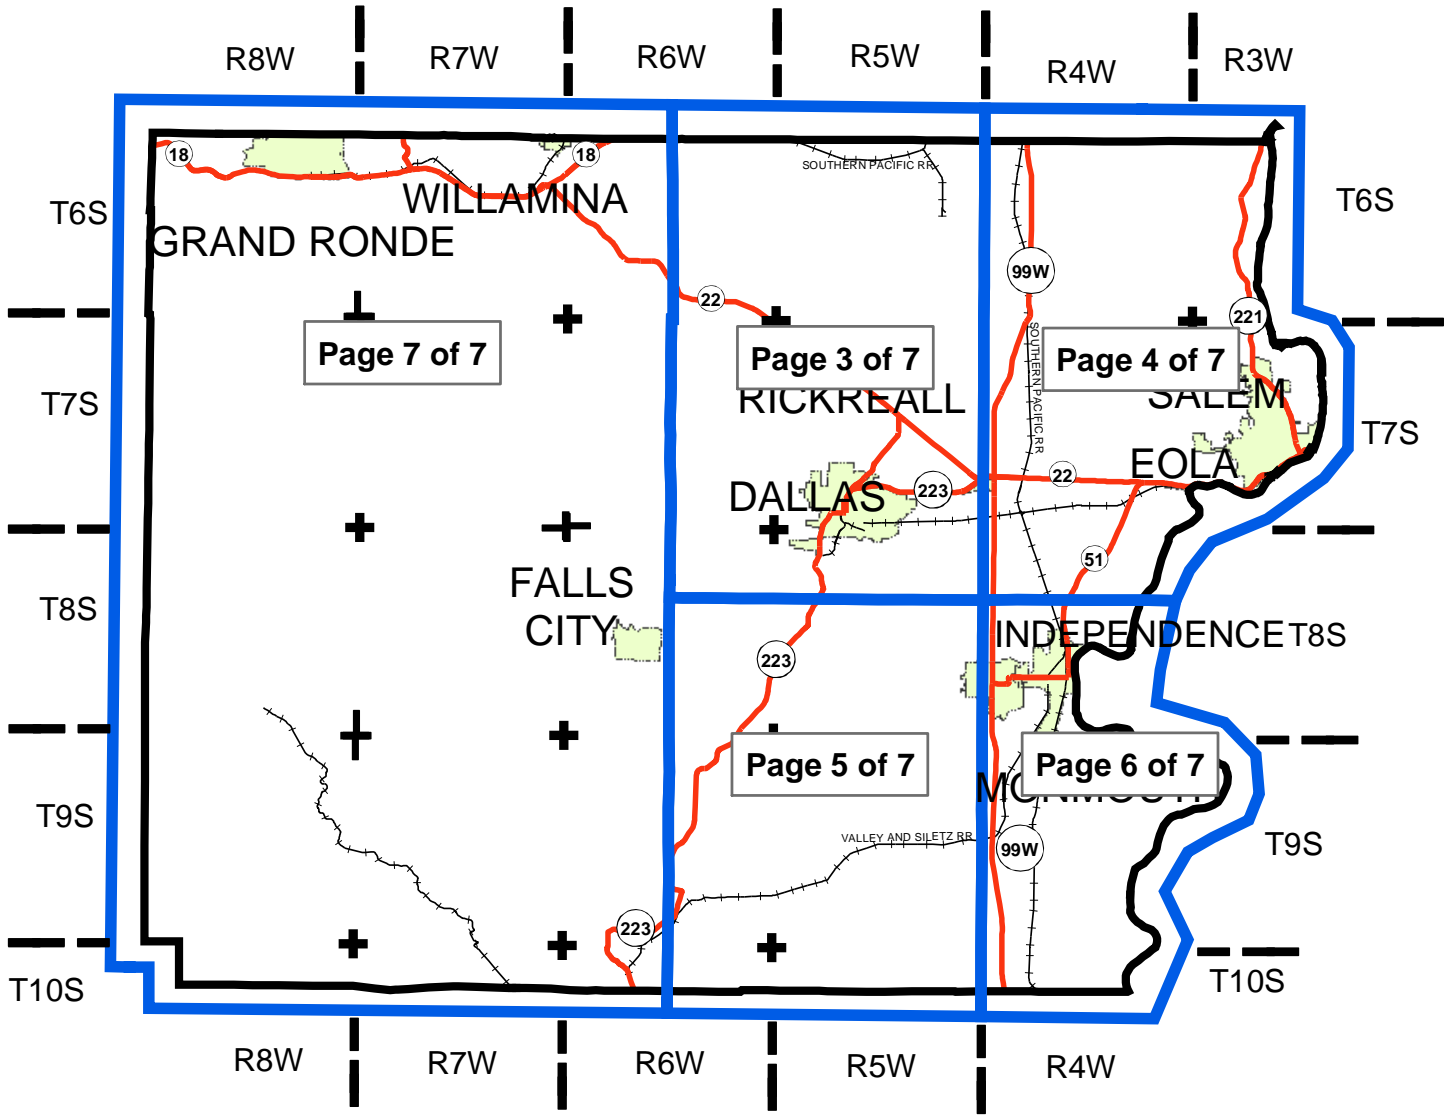 R8W
R7W
R6W
R5W
R4W
R3W
18
18
SOUTHERN PACIFIC RR
T6S
WILLAMINA
T6S
GRAND RONDE
99W
22
221
SOUTHERN PACIFIC RR
Page 7 of 7
Page 3 of 7
Page 4 of 7
T7S
RICKREALL
SALEM
T7S
EOLA
22
DALLAS
223
51
FALLS
CITY
T8S
INDEPENDENCE
T8S
223
Page 5 of 7
Page 6 of 7
MONMOUTH
T9S
VALLEY AND SILETZ RR
99W
T9S
223
T10S
T10S
R8W
R7W
R6W
R5W
R4W